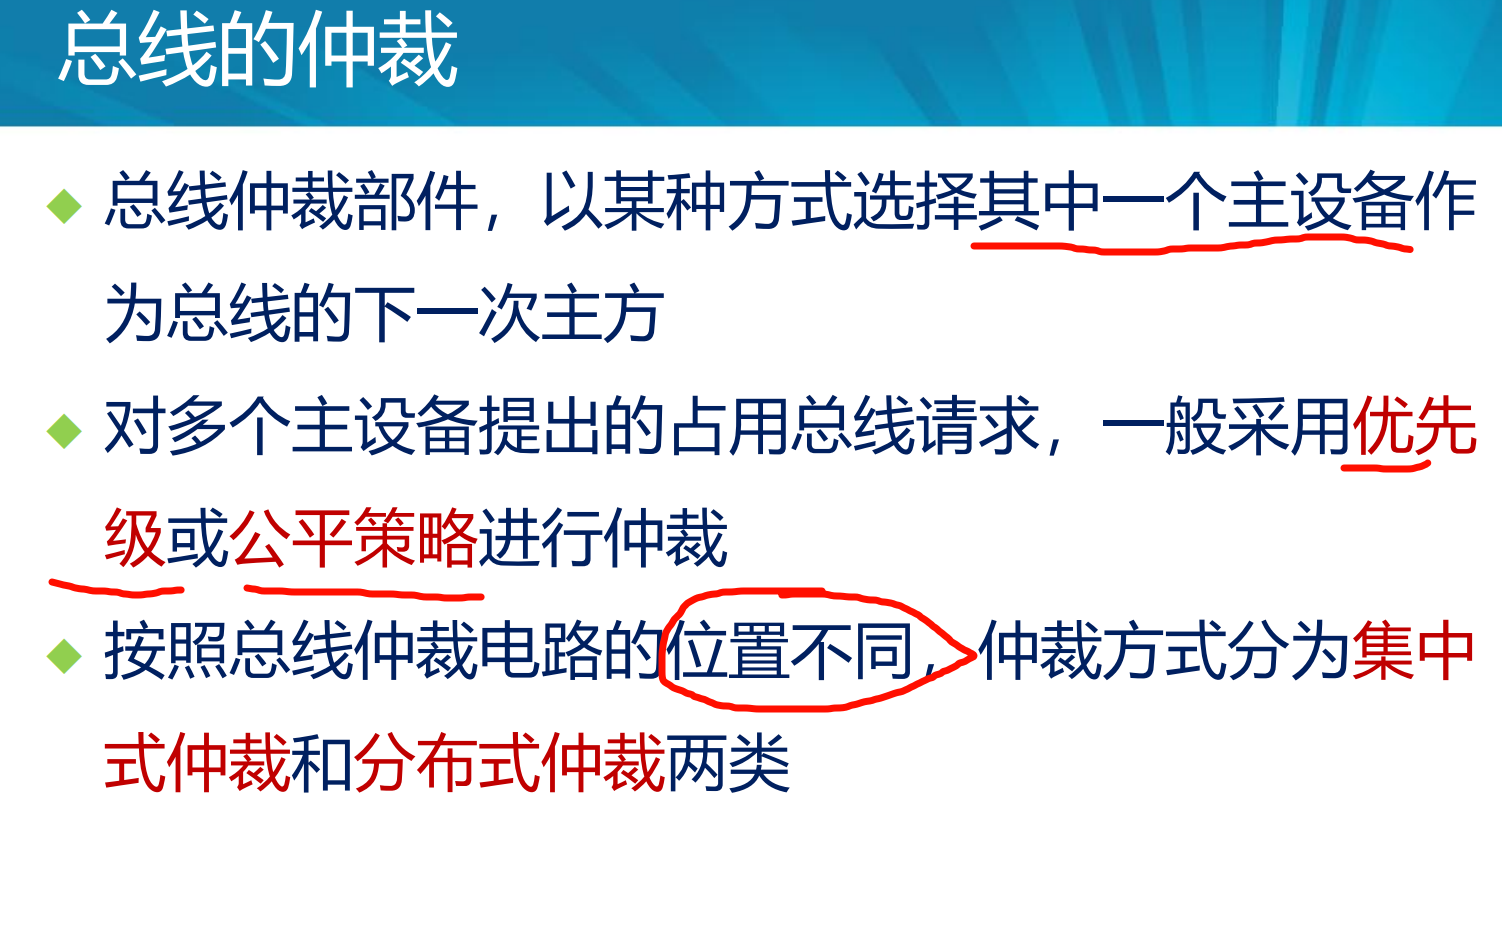 总线的仲裁
总线仲裁部件，以某种方式选择其中一个主设备作
为总线的下一次主方
对多个主设备提出的占用总线请求，一般采用优先
级或公平策略进行仲裁
按照总线仲裁电路的位置不同，仲裁方式分为集中
式仲裁和分布式仲裁两类